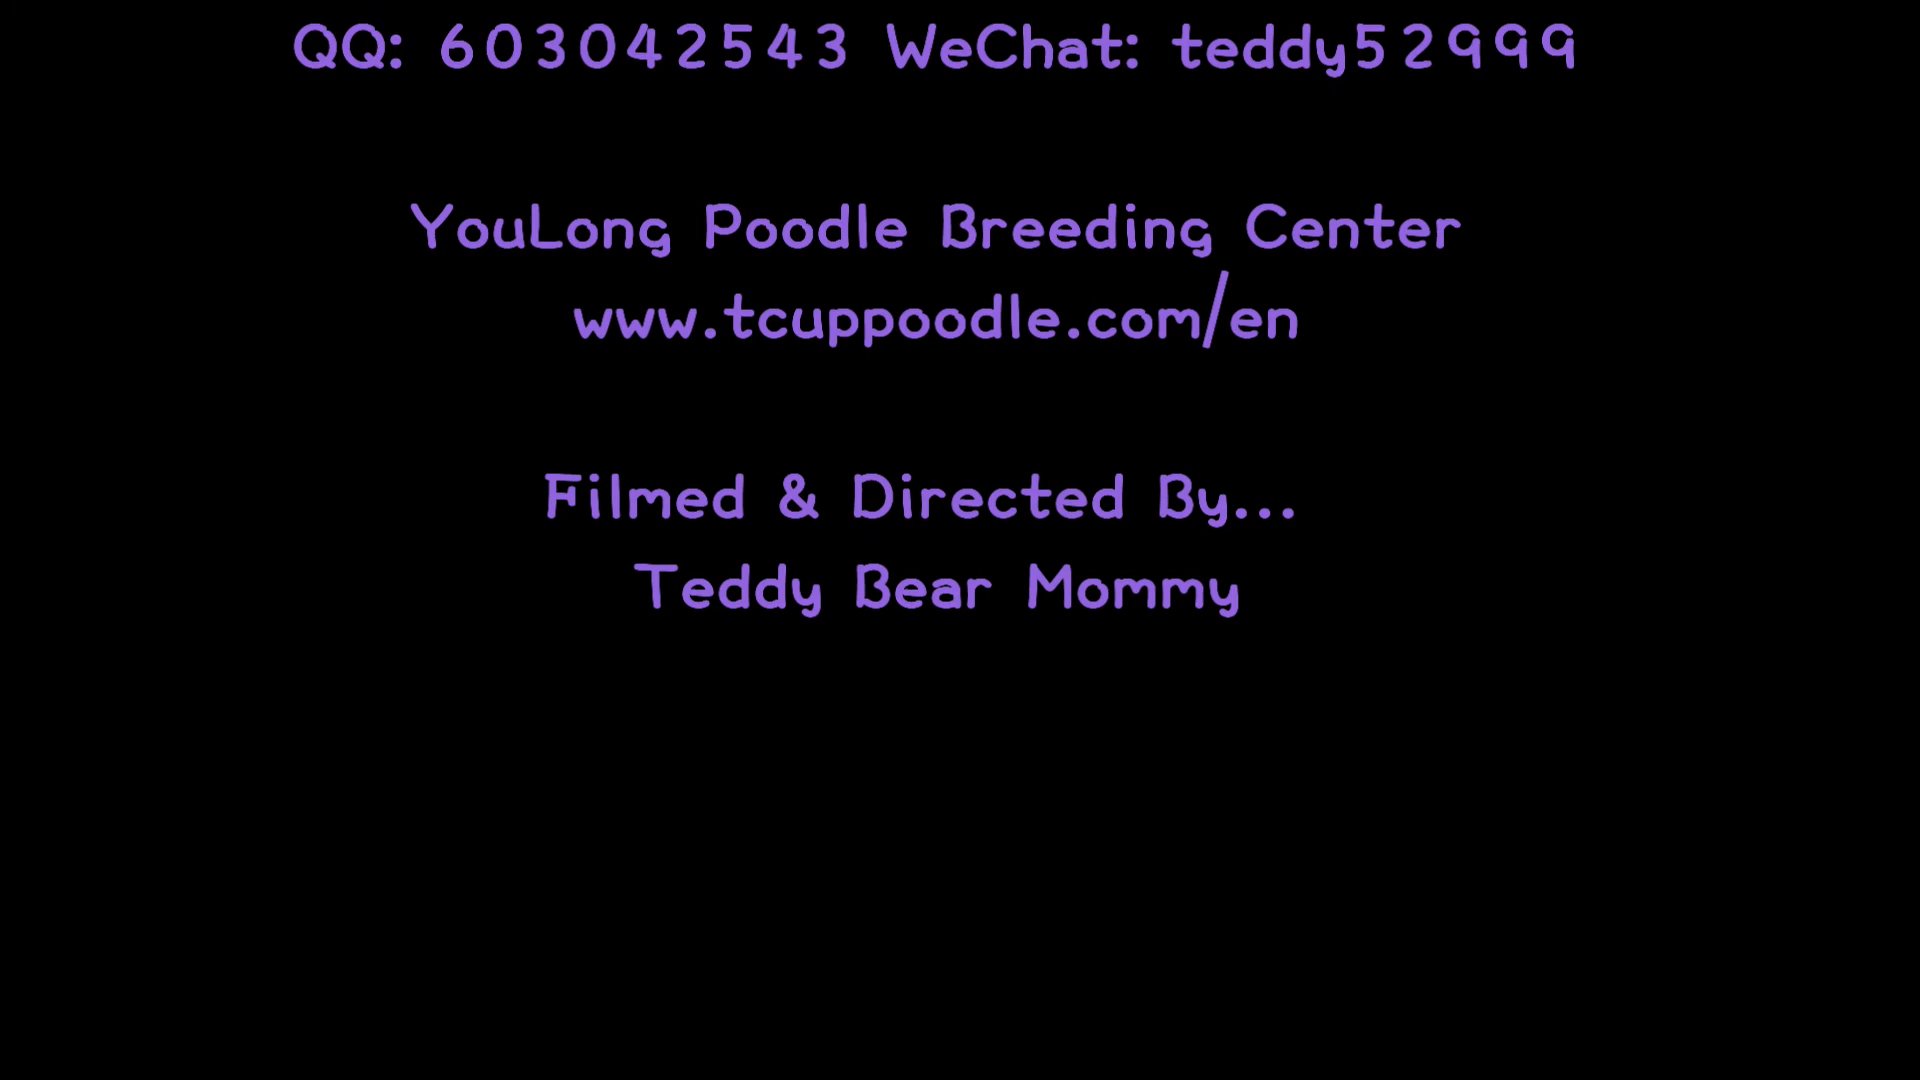 QQ: 603042543 WeChat: teddy52999
YouLong Poodle Breeding Center
www.tcuppoodle.com/en
Filmed & Directed By...
Teddy Bear Mommy